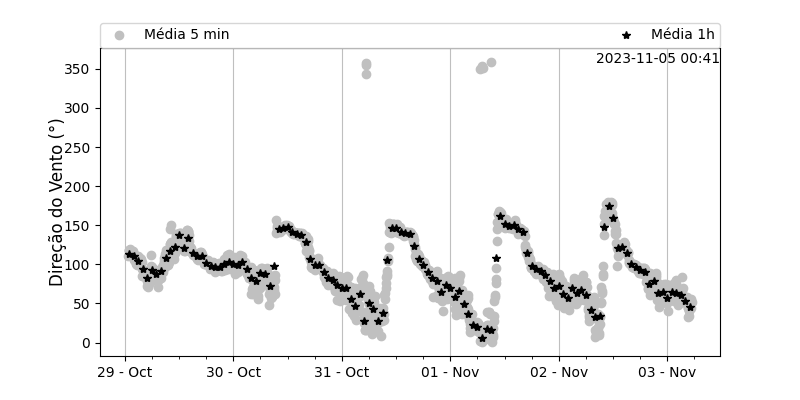 Média 5 min
Média 1h
2023-11-05 00:41
Direção do Vento (°)
350
300
250
200
150
100
50
0
29 - Oct
30 - Oct
31 - Oct
01 - Nov
02 - Nov
03 - Nov